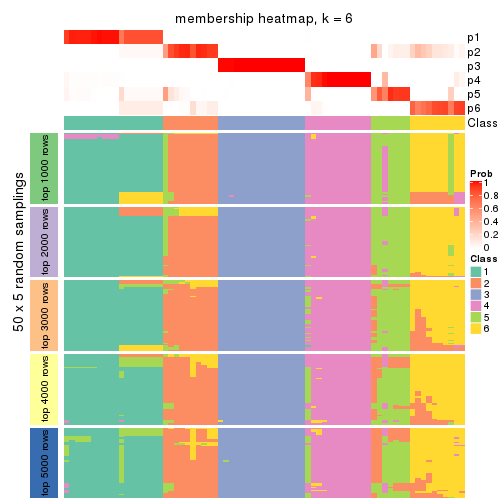 membership heatmap, k = 6
p1
p2
p3
p4
p5
p6
Class
50 x 5 random samplings
top 1000 rows
top 2000 rows
top 3000 rows
top 4000 rows
top 5000 rows
Prob
1
0.8
0.6
0.4
0.2
0
Class
1
2
3
4
5
6